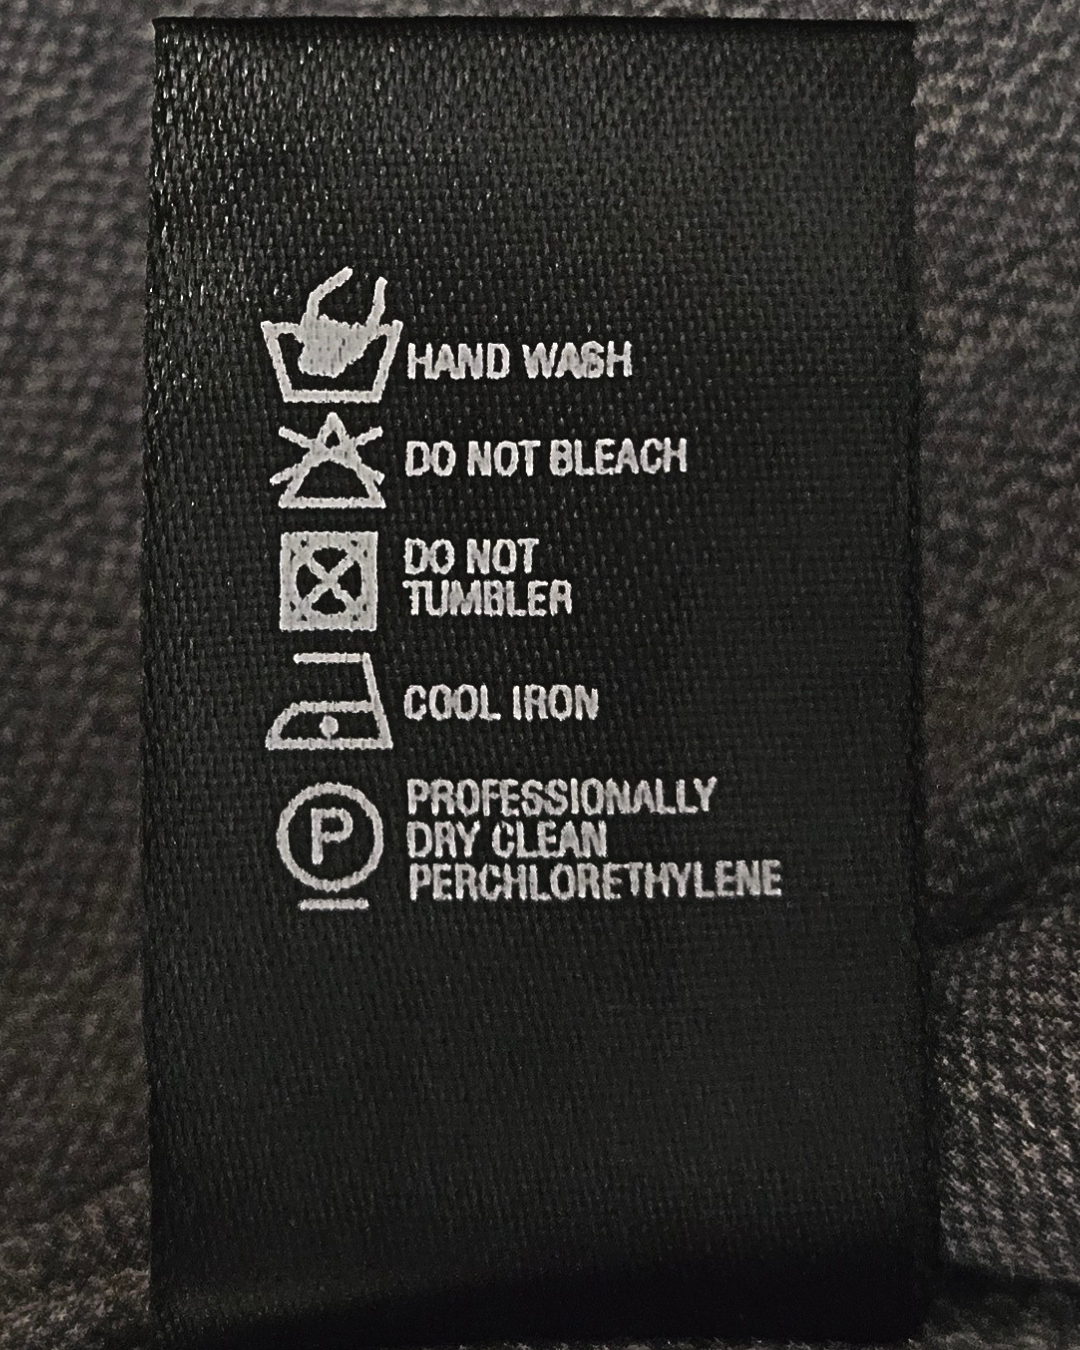 HAND WASH
DO NOT BLEACH
DO NOT
TUMBLER
COOL IRON
P
PROFESSIONALLY
DRY CLEAN
PERCHLORETHYLENE